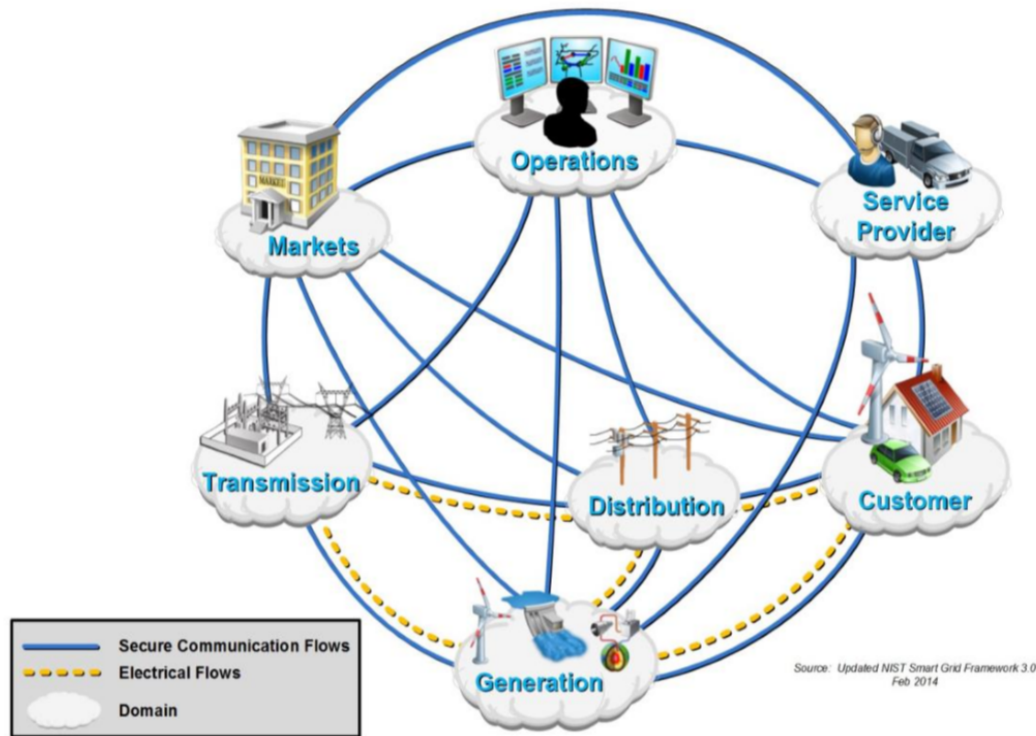 Operations
MARKET
Markets
Service
Provider
Transmission
Distribution
Customer
Generation
Secure Communication Flows
Electrical Flows
Domain
Source: Updated NIST Smart Grid Framework 3.0
Feb 2014